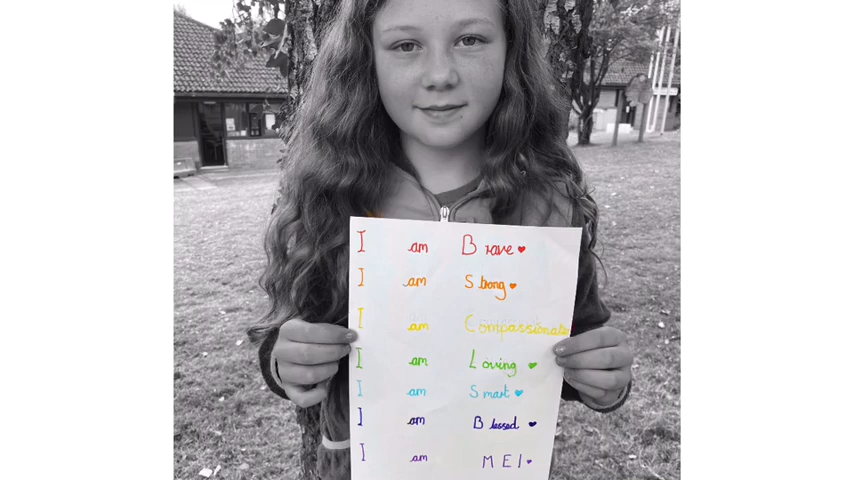 I am Brave ♥
I am Strong ♥
I am Compassionate
I am Loving ♥
I am Smart ♥
I am Blessed ♥
I am ME! ♥